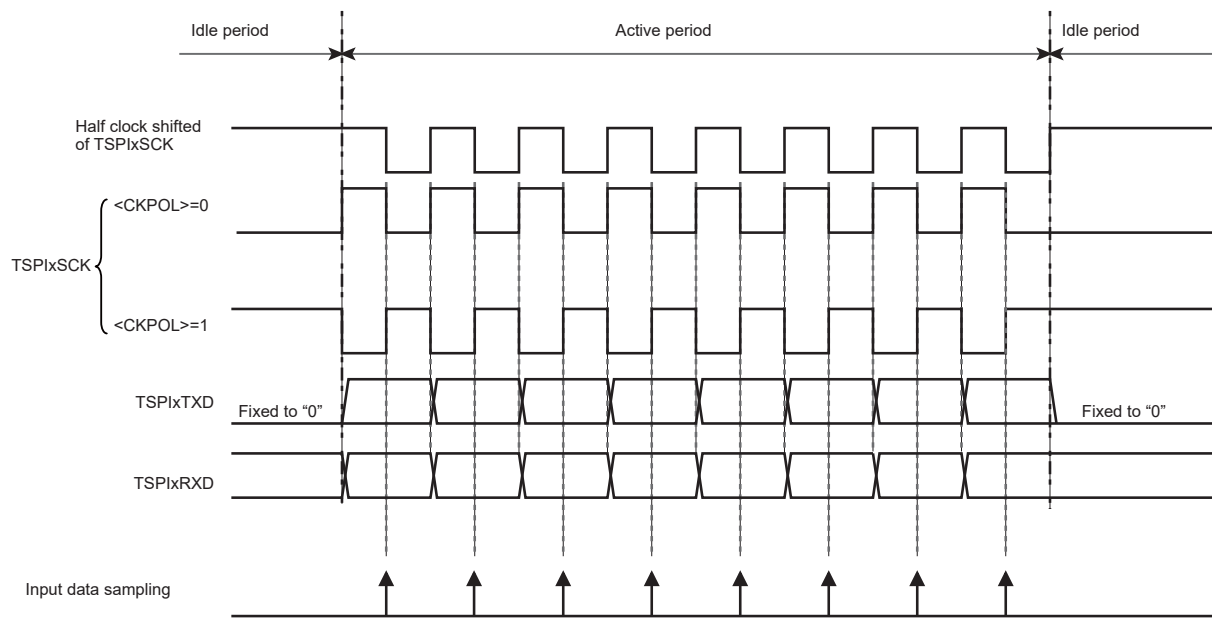 Idle period
Active period
Idle period
Half clock shifted
of TSPIxSCK
<CKPOL>=0
TSPIxSCK
<CKPOL>=1
TSPIxTXD
Fixed to “0”
Fixed to “0”
TSPIxRXD
Input data sampling